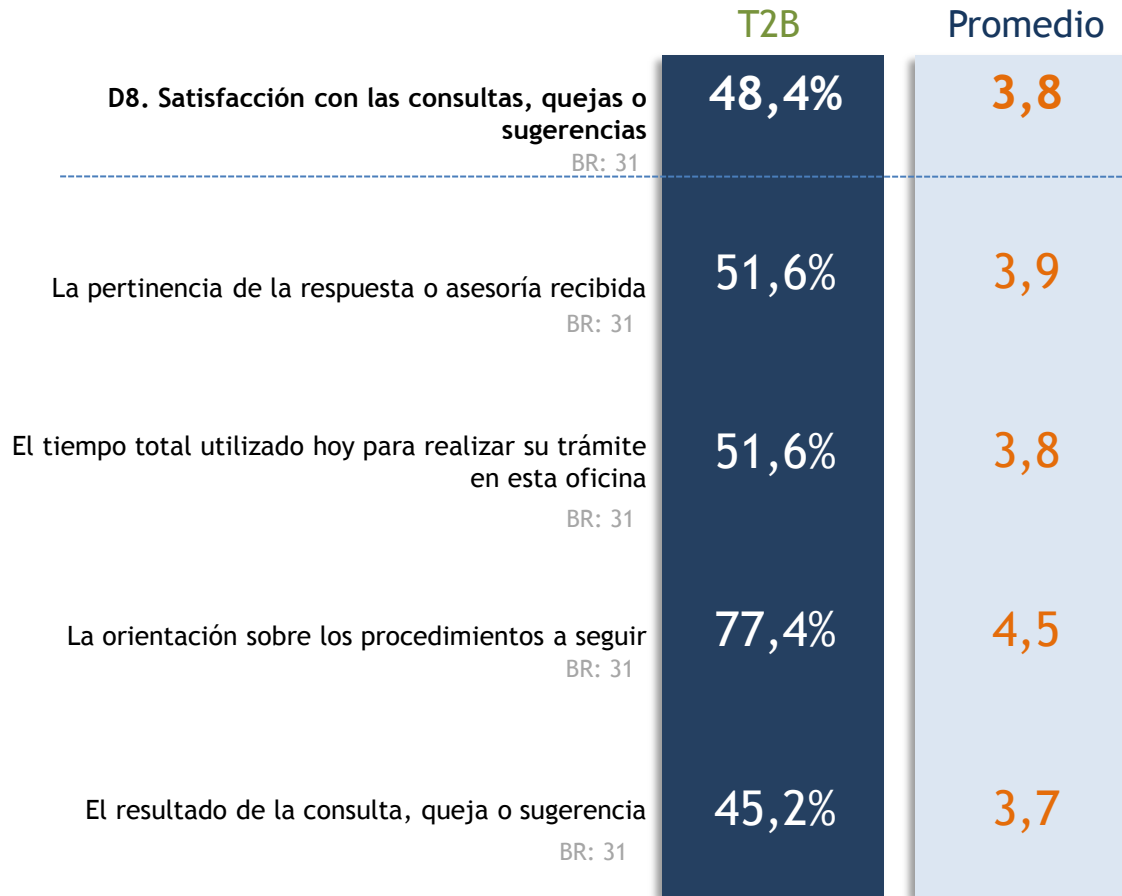 T2B Promedio
D8. Satisfacción con las consultas, quejas o
sugerencias
BR: 31
48,4% 3,8
La pertinencia de la respuesta o asesoría recibida
BR: 31
51,6% 3,9
El tiempo total utilizado hoy para realizar su trámite
en esta oficina
BR: 31
51,6% 3,8
La orientación sobre los procedimientos a seguir
BR: 31
77,4% 4,5
El resultado de la consulta, queja o sugerencia
BR: 31
45,2% 3,7